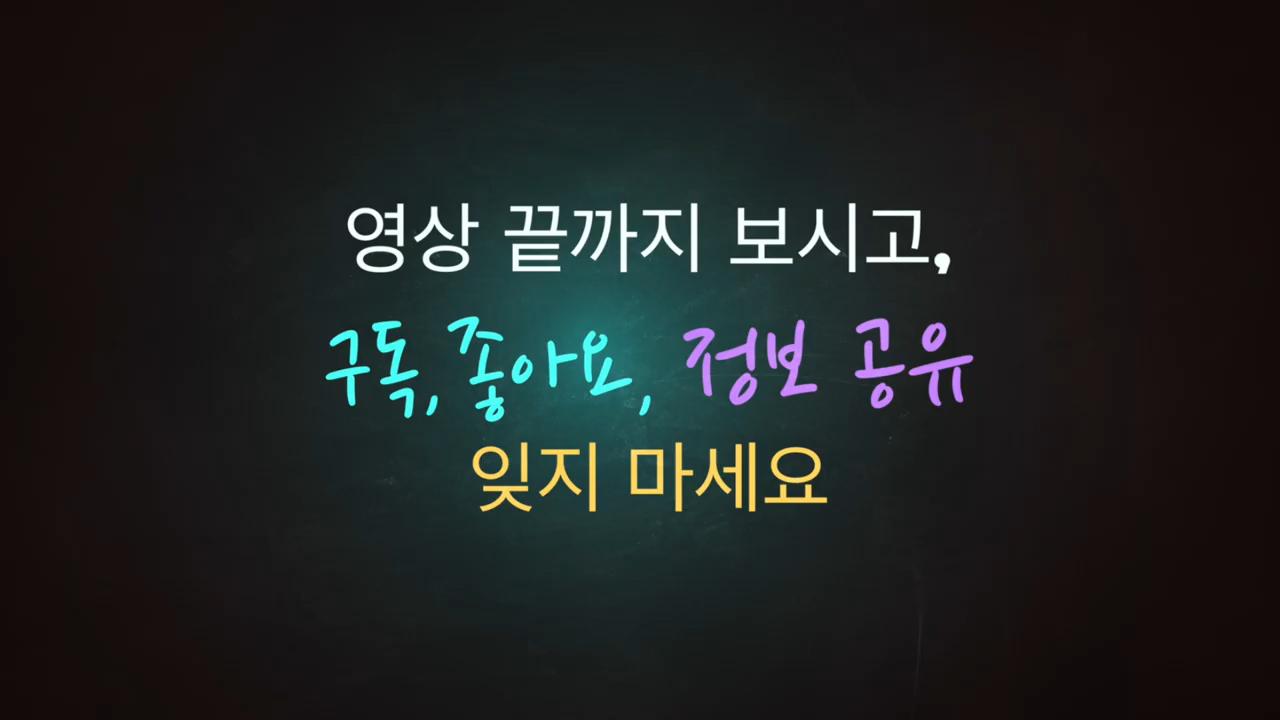 영상 끝까지 보시고,
구독, 좋아요, 정보 공유
잊지 마세요